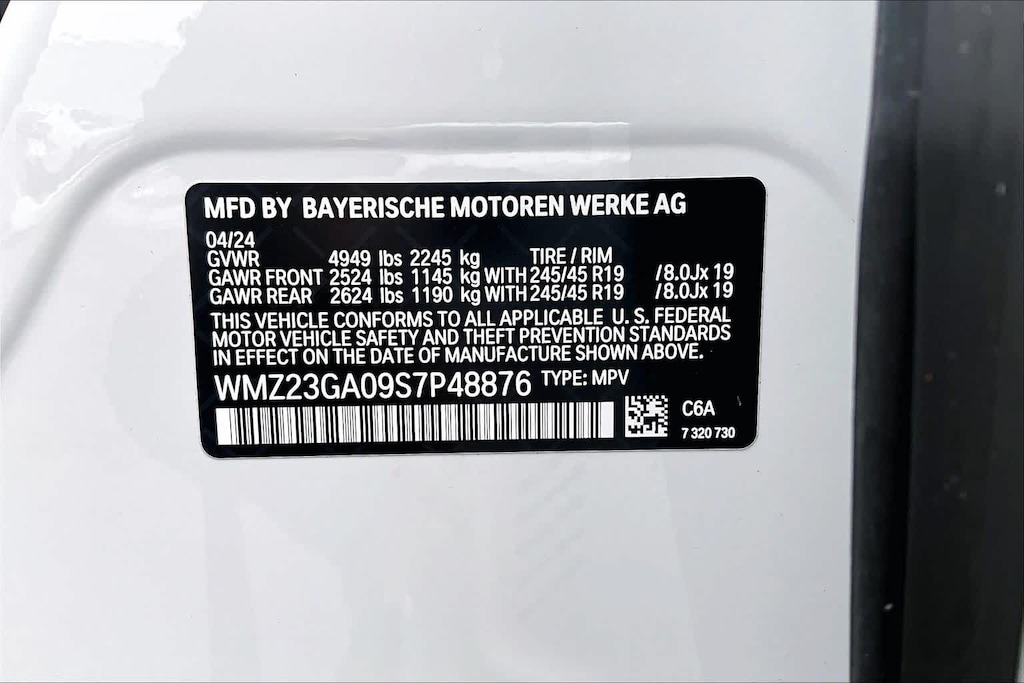 MFD BY BAYERISCHE MOTOREN WERKE AG
04/24
GVWR 4949 lbs 2245 kg TIRE / RIM
GAWR FRONT 2524 lbs 1145 kg WITH 245/45 R19 /8.0Jx 19
GAWR REAR 2624 lbs 1190 kg WITH 245/45 R19 /8.0Jx 19
THIS VEHICLE CONFORMS TO ALL APPLICABLE U. S. FEDERAL
MOTOR VEHICLE SAFETY AND THEFT PREVENTION STANDARDS
IN EFFECT ON THE DATE OF MANUFACTURE SHOWN ABOVE.
WMZ23GA09S7P48876 TYPE: MPV
C6A
7 320 730